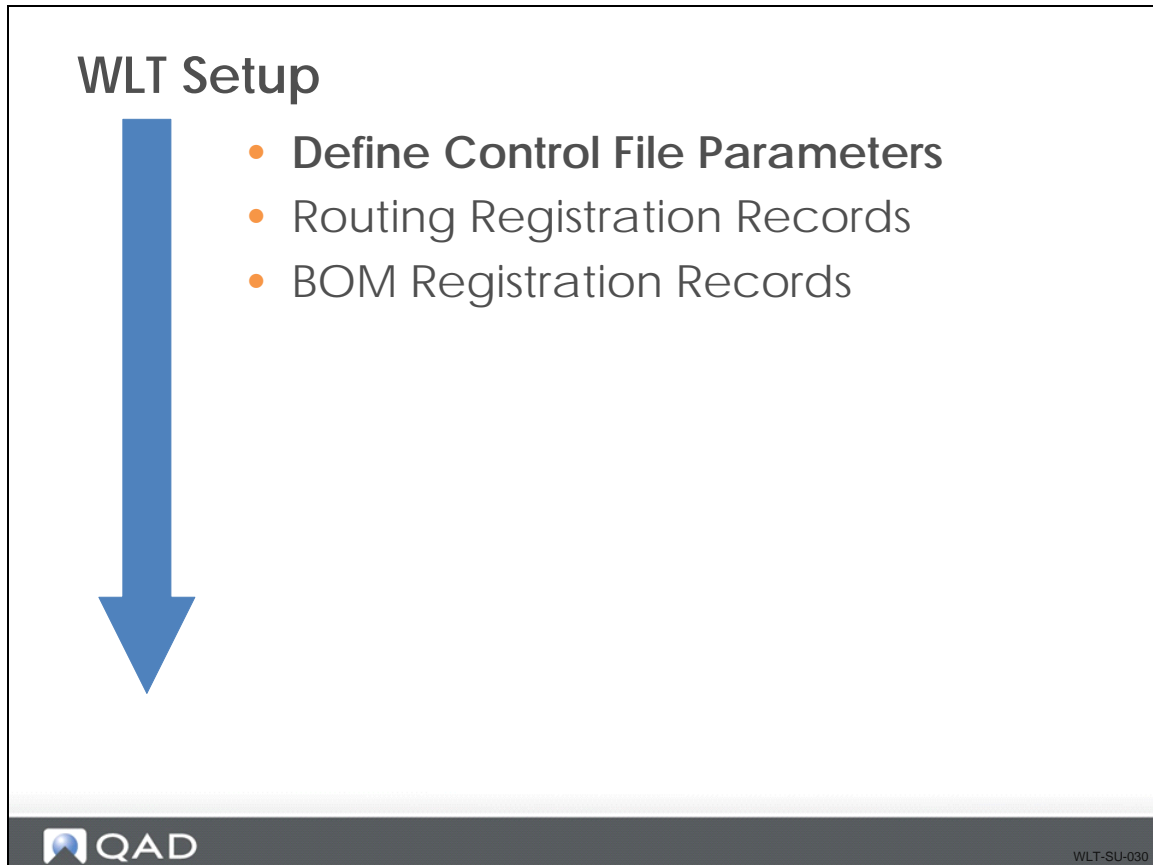 WLT Setup
• Define Control File Parameters
• Routing Registration Records
• BOM Registration Records
QAD
WLT-SU-030